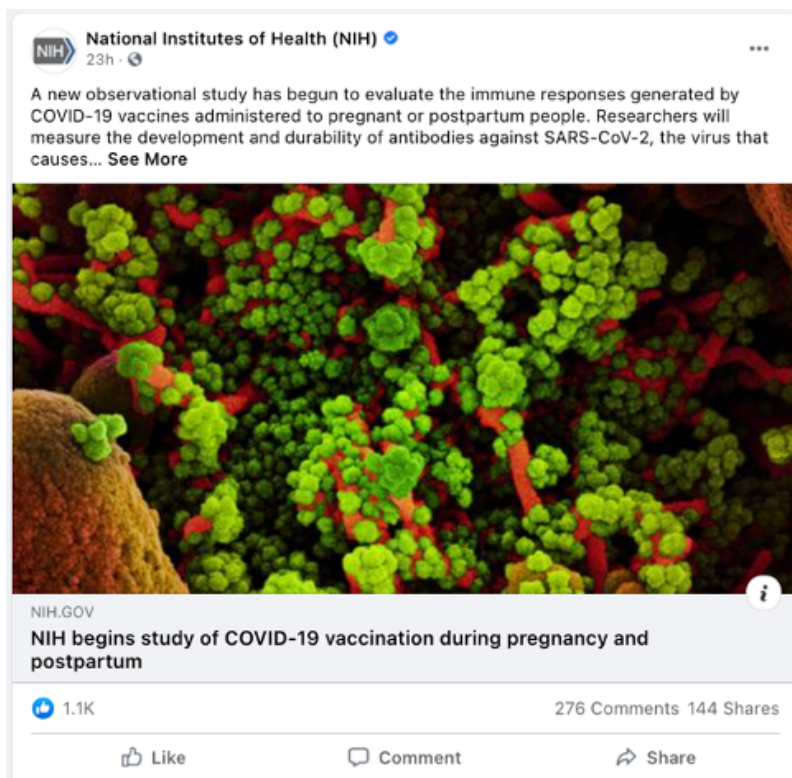 NIH
National Institutes of Health (NIH)
23h ·
A new observational study has begun to evaluate the immune responses generated by
COVID-19 vaccines administered to pregnant or postpartum people. Researchers will
measure the development and durability of antibodies against SARS-CoV-2, the virus that
causes... See More
i
NIH.GOV
NIH begins study of COVID-19 vaccination during pregnancy and
postpartum
1.1K 276 Comments 144 Shares
Like Comment Share